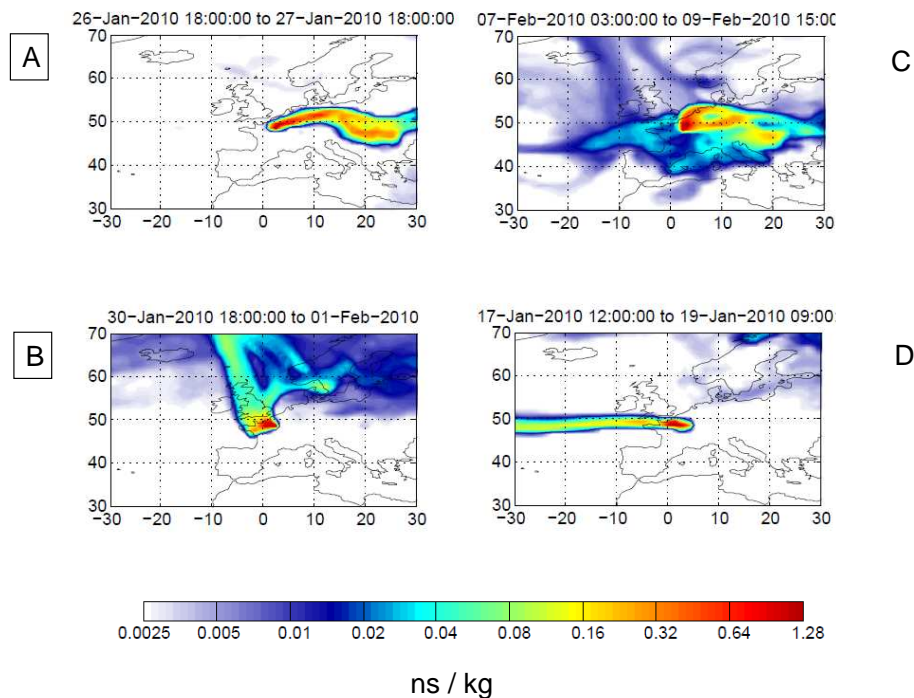 26-Jan-2010 18:00:00 to 27-Jan-2010 18:00:00
A
70
60
50
40
30
−30 −20 −10 0 10 20 30
07-Feb-2010 03:00:00 to 09-Feb-2010 15:00
C
70
60
50
40
30
−30 −20 −10 0 10 20 30
30-Jan-2010 18:00:00 to 01-Feb-2010
B
70
60
50
40
30
−30 −20 −10 0 10 20 30
17-Jan-2010 12:00:00 to 19-Jan-2010 09:00:
D
70
60
50
40
30
−30 −20 −10 0 10 20 30
0.0025 0.005 0.01 0.02 0.04 0.08 0.16 0.32 0.64 1.28
ns / kg